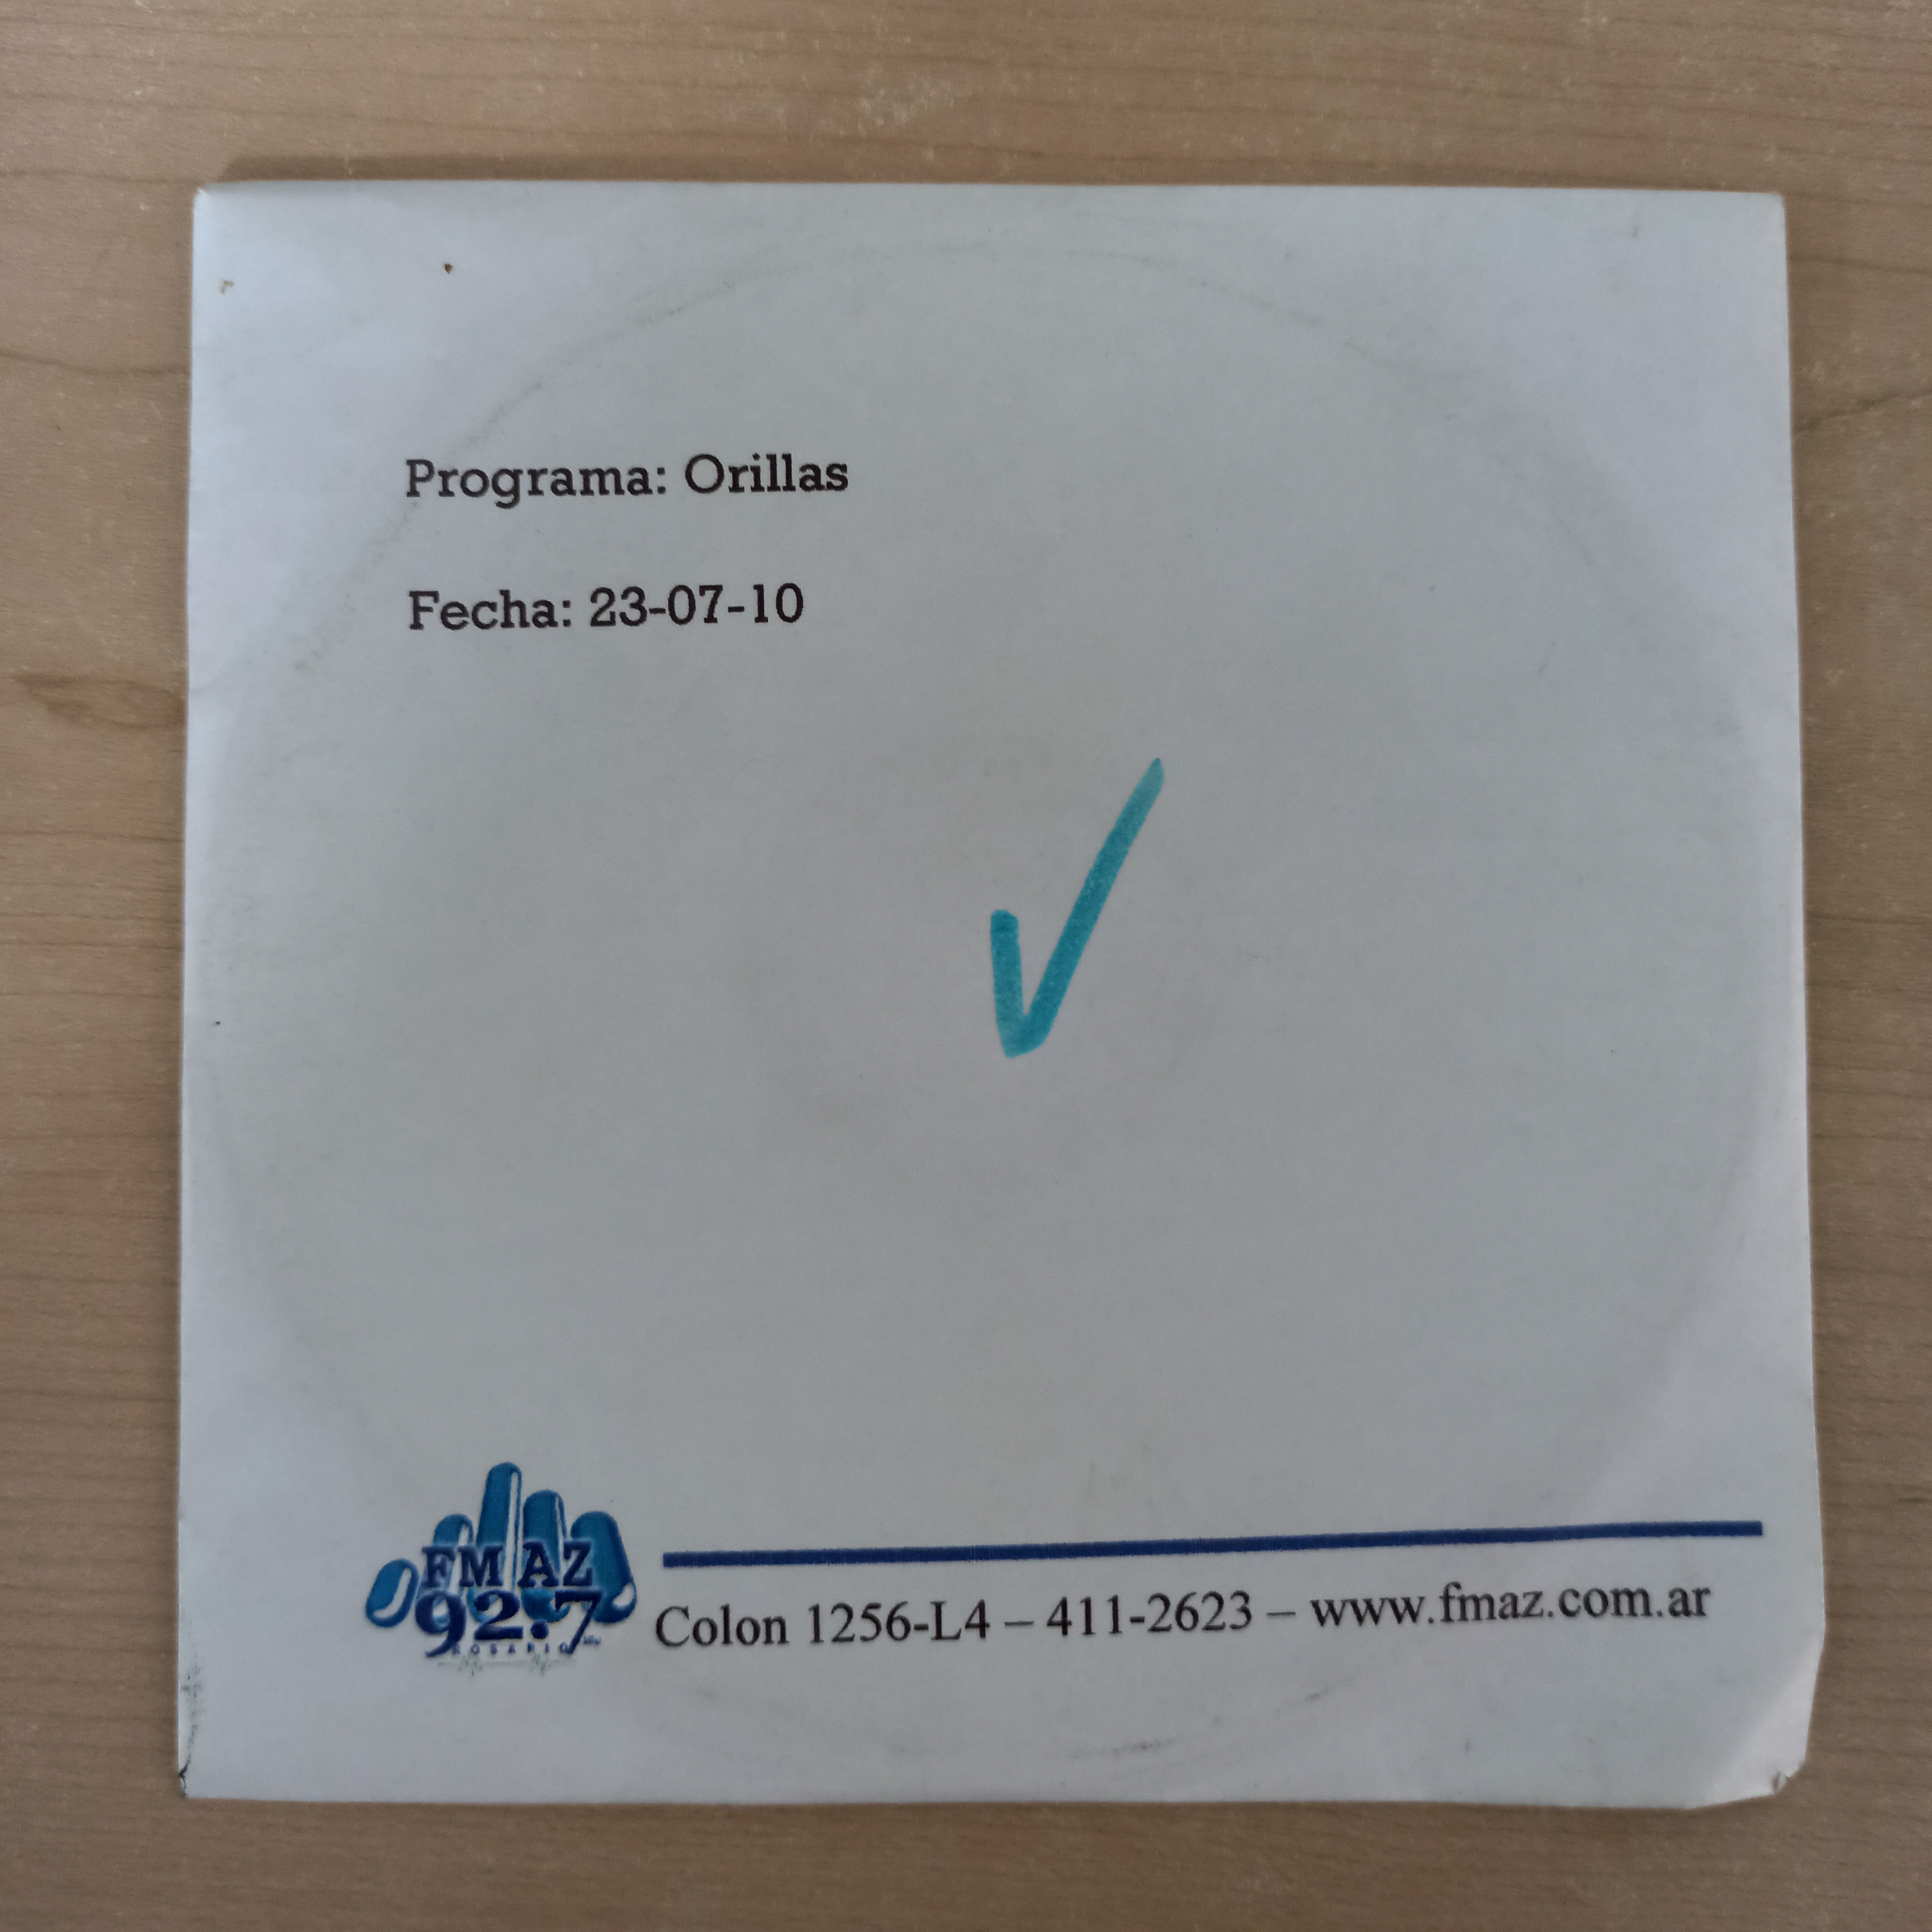 Programa: Orillas
Fecha: 23-07-10
FM AZ
92.7
ROSARIO
Colon 1256-L4 – 411-2623 – www.fmaz.com.ar